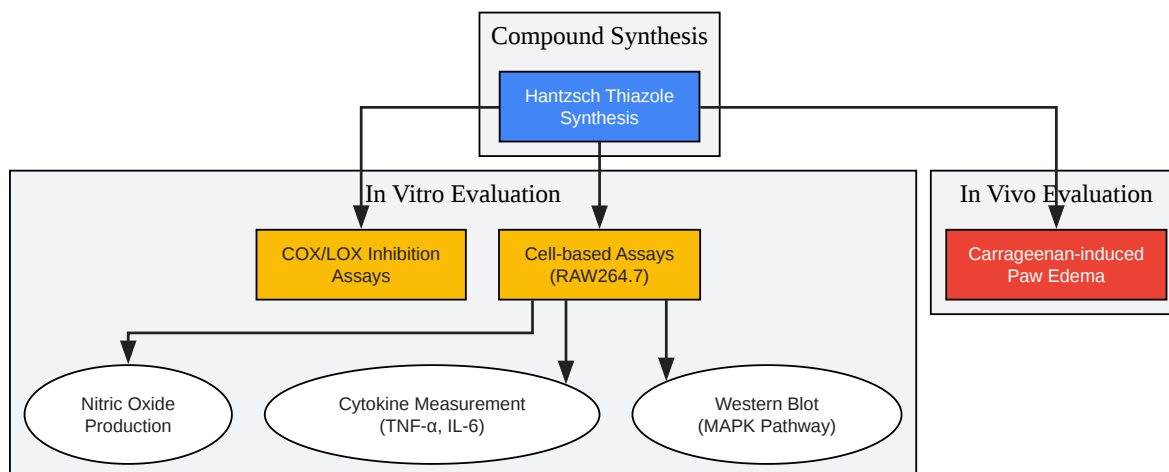 Compound Synthesis
Hantzsch Thiazole
Synthesis
In Vitro Evaluation
In Vivo Evaluation
COX/LOX Inhibition
Assays
Cell-based Assays
(RAW264.7)
Carrageenan-induced
Paw Edema
Nitric Oxide
Production
Cytokine Measurement
(TNF-α, IL-6)
Western Blot
(MAPK Pathway)